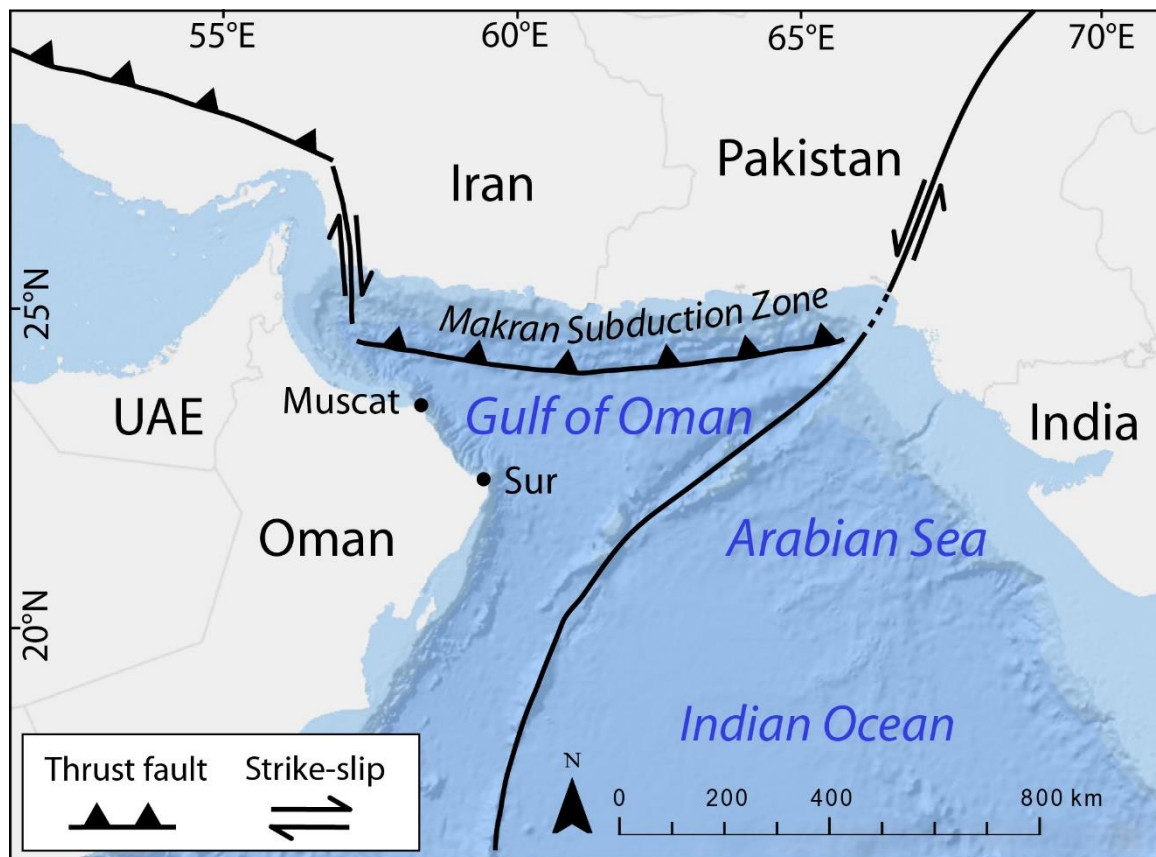 55°E
60°E
65°E
70°E
Pakistan
Iran
25°N
Makran Subduction Zone
Muscat
UAE
Gulf of Oman
India
Sur
Oman
Arabian Sea
20°N
Indian Ocean
Thrust fault
Strike-slip
N
0
200
400
800 km